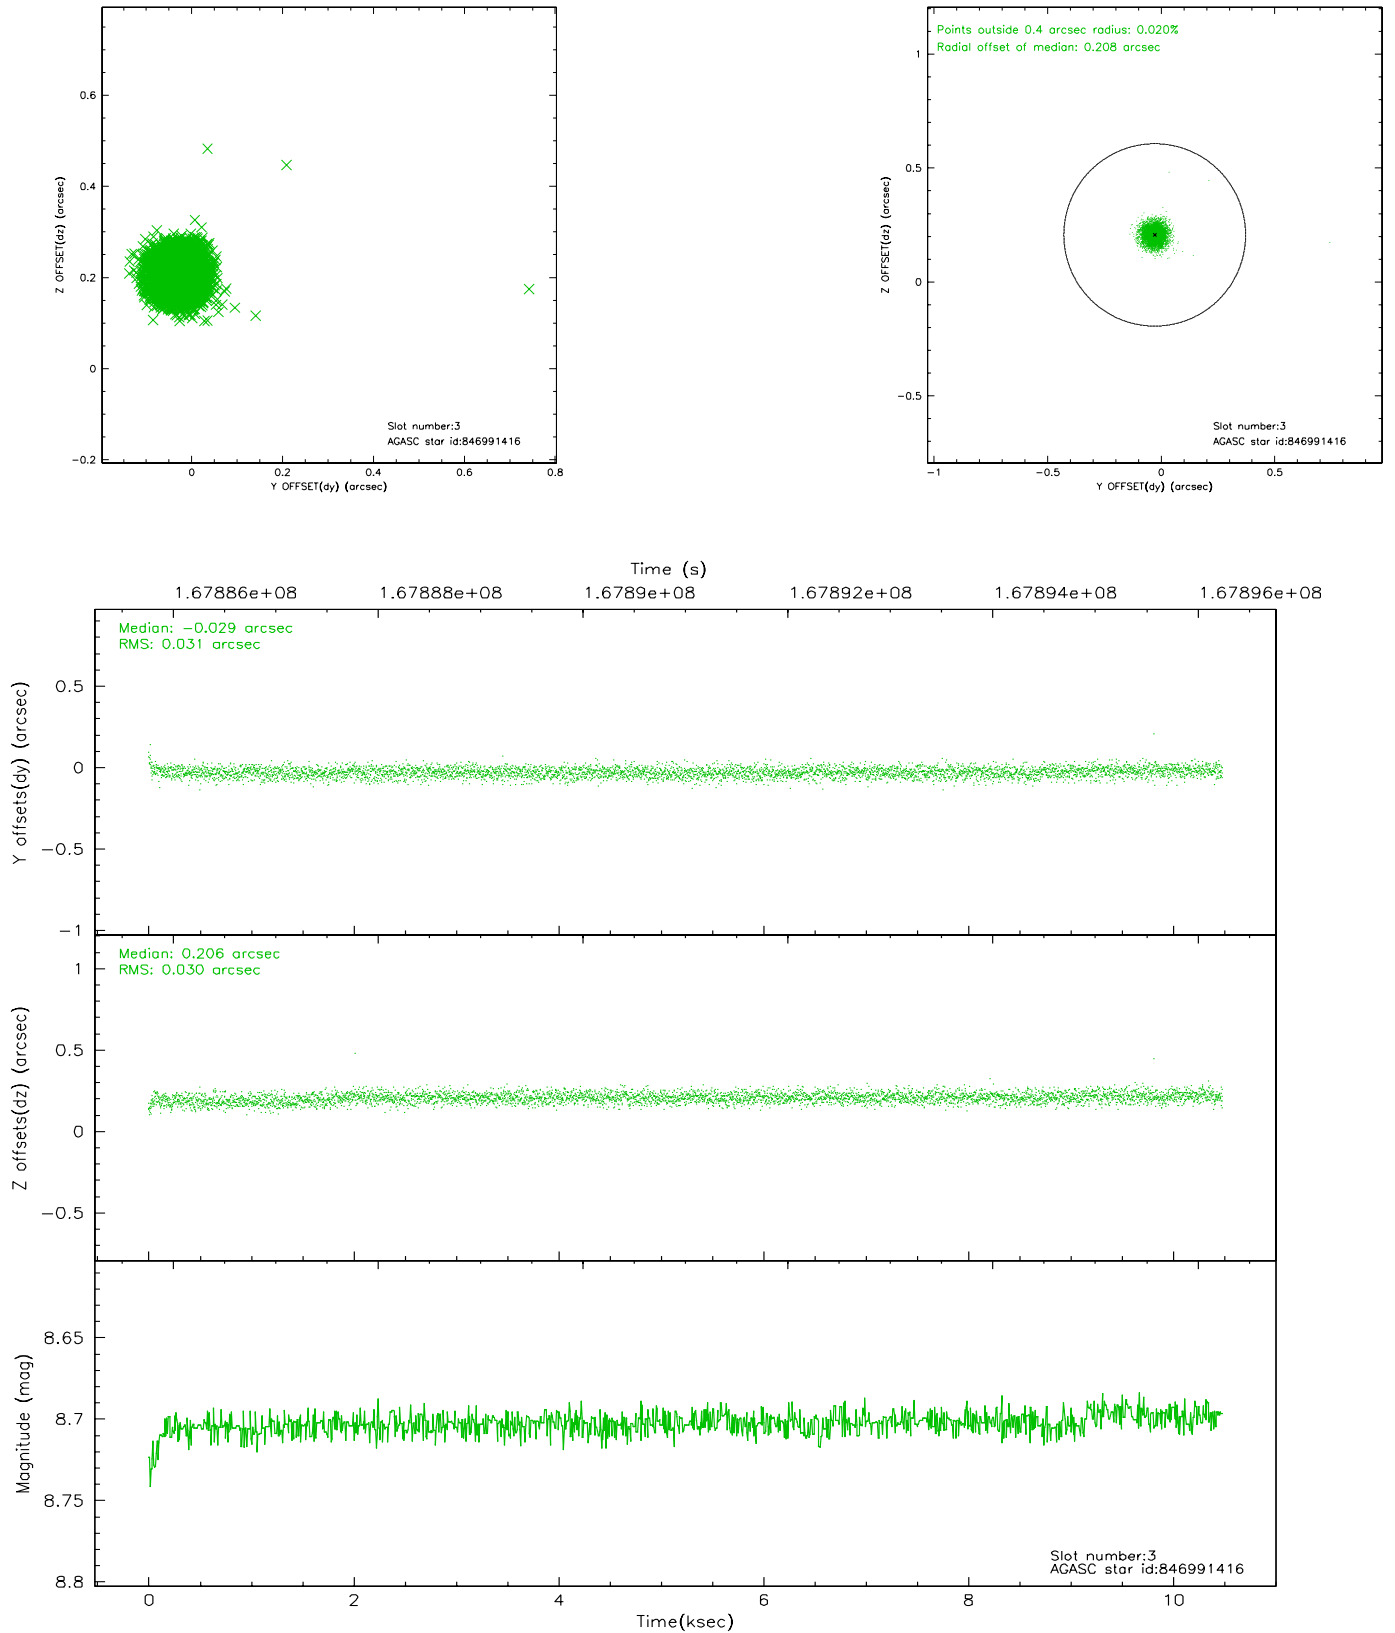 0.6
0.4
0.2
0
-0.2
Z OFFSET(dz) (arcsec)
Slot number:3
AGASC star id:846991416
0 0.2 0.4 0.6 0.8
Y OFFSET(dy) (arcsec)
Points outside 0.4 arcsec radius: 0.020%
Radial offset of median: 0.208 arcsec
1
0.5
0
-0.5
Z OFFSET(dz) (arcsec)
Slot number:3
AGASC star id:846991416
-1 -0.5 0 0.5
Y OFFSET(dy) (arcsec)
Time (s)
1.67886e+08 1.67888e+08 1.6789e+08 1.67892e+08 1.67894e+08 1.67896e+08
Median: -0.029 arcsec
RMS: 0.031 arcsec
0.5
0
-0.5
-1
Y offsets(dy) (arcsec)
Median: 0.206 arcsec
RMS: 0.030 arcsec
1
0.5
0
-0.5
Z offsets(dz) (arcsec)
8.65
8.7
8.75
8.8
Magnitude (mag)
Slot number:3
AGASC star id:846991416
0 2 4 6 8 10
Time(ksec)